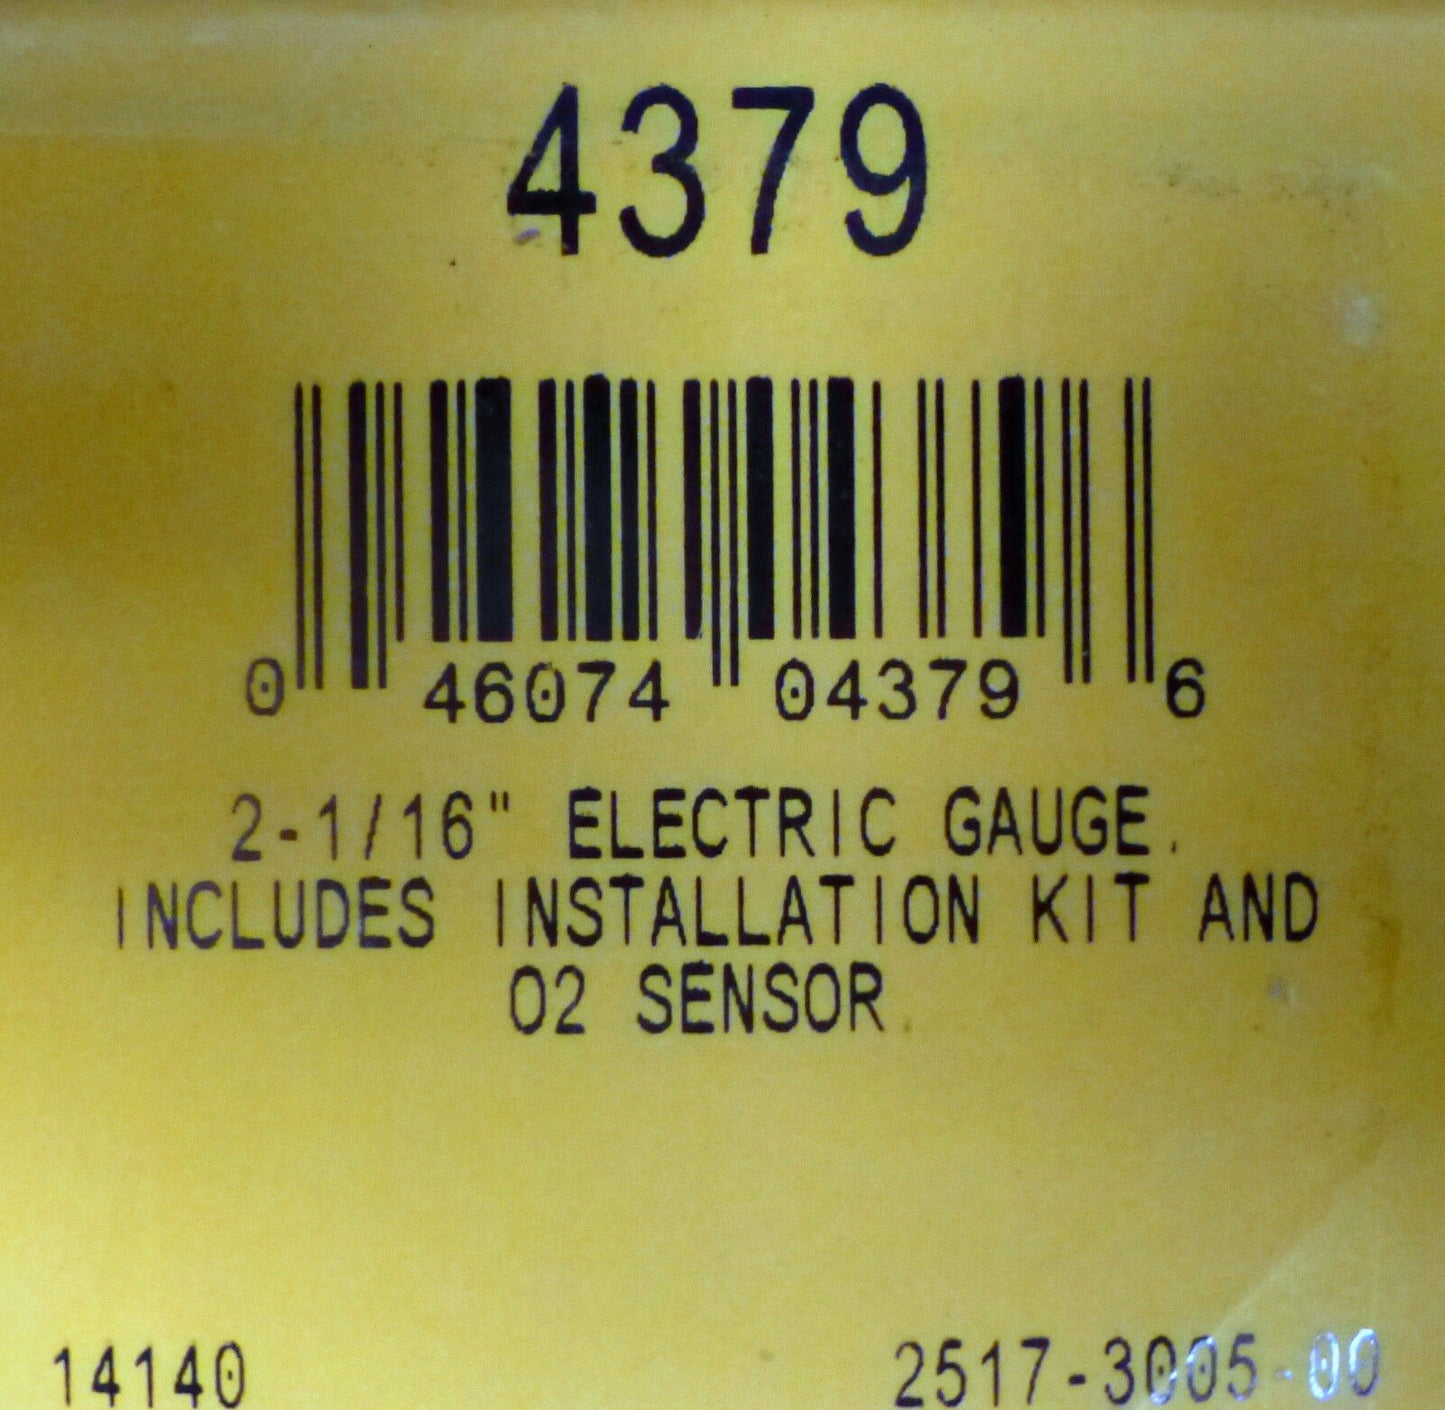 4379
0 46074 04379 6
2-1/16" ELECTRIC GAUGE.
INCLUDES INSTALLATION KIT AND
O2 SENSOR
14140 2517-3005-00